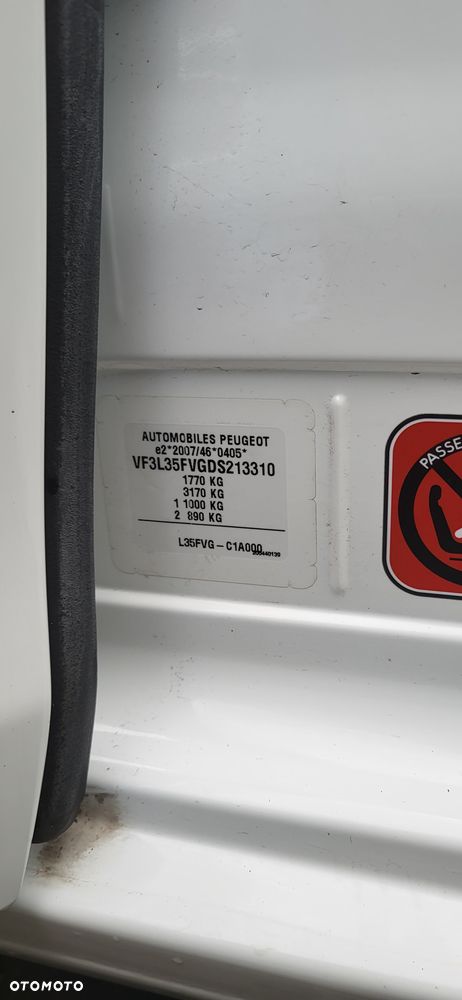 AUTOMOBILES PEUGEOT
e2*2007/46*0405*
VF3L35FVGDS213310
1770 KG
3170 KG
1 1000 KG
2 890 KG
L35FVG-C1A000
PASSE
OTOMOTO